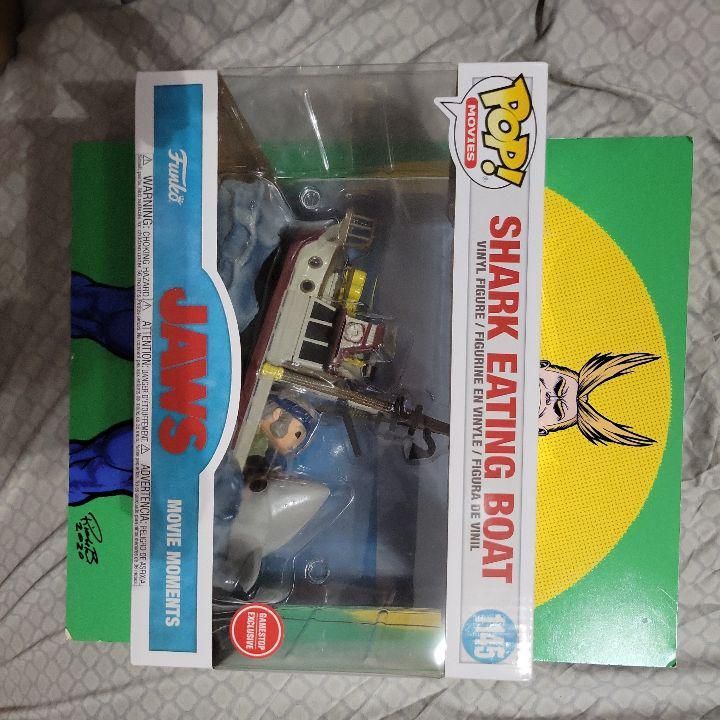 POP!
MOVIES
SHARK EATING BOAT
VINYL FIGURE / FIGURINE EN VINYLE / FIGURA DE VINIL
1145
GAMESTOP
EXCLUSIVE
Funko
JAWS
MOVIE MOMENTS
WARNING: CHOKING HAZARD
ATTENTION: DANGER D'ÉTOUFFEMENT
ADVERTENCIA: PELIGRO DE ASFIXIA
2020